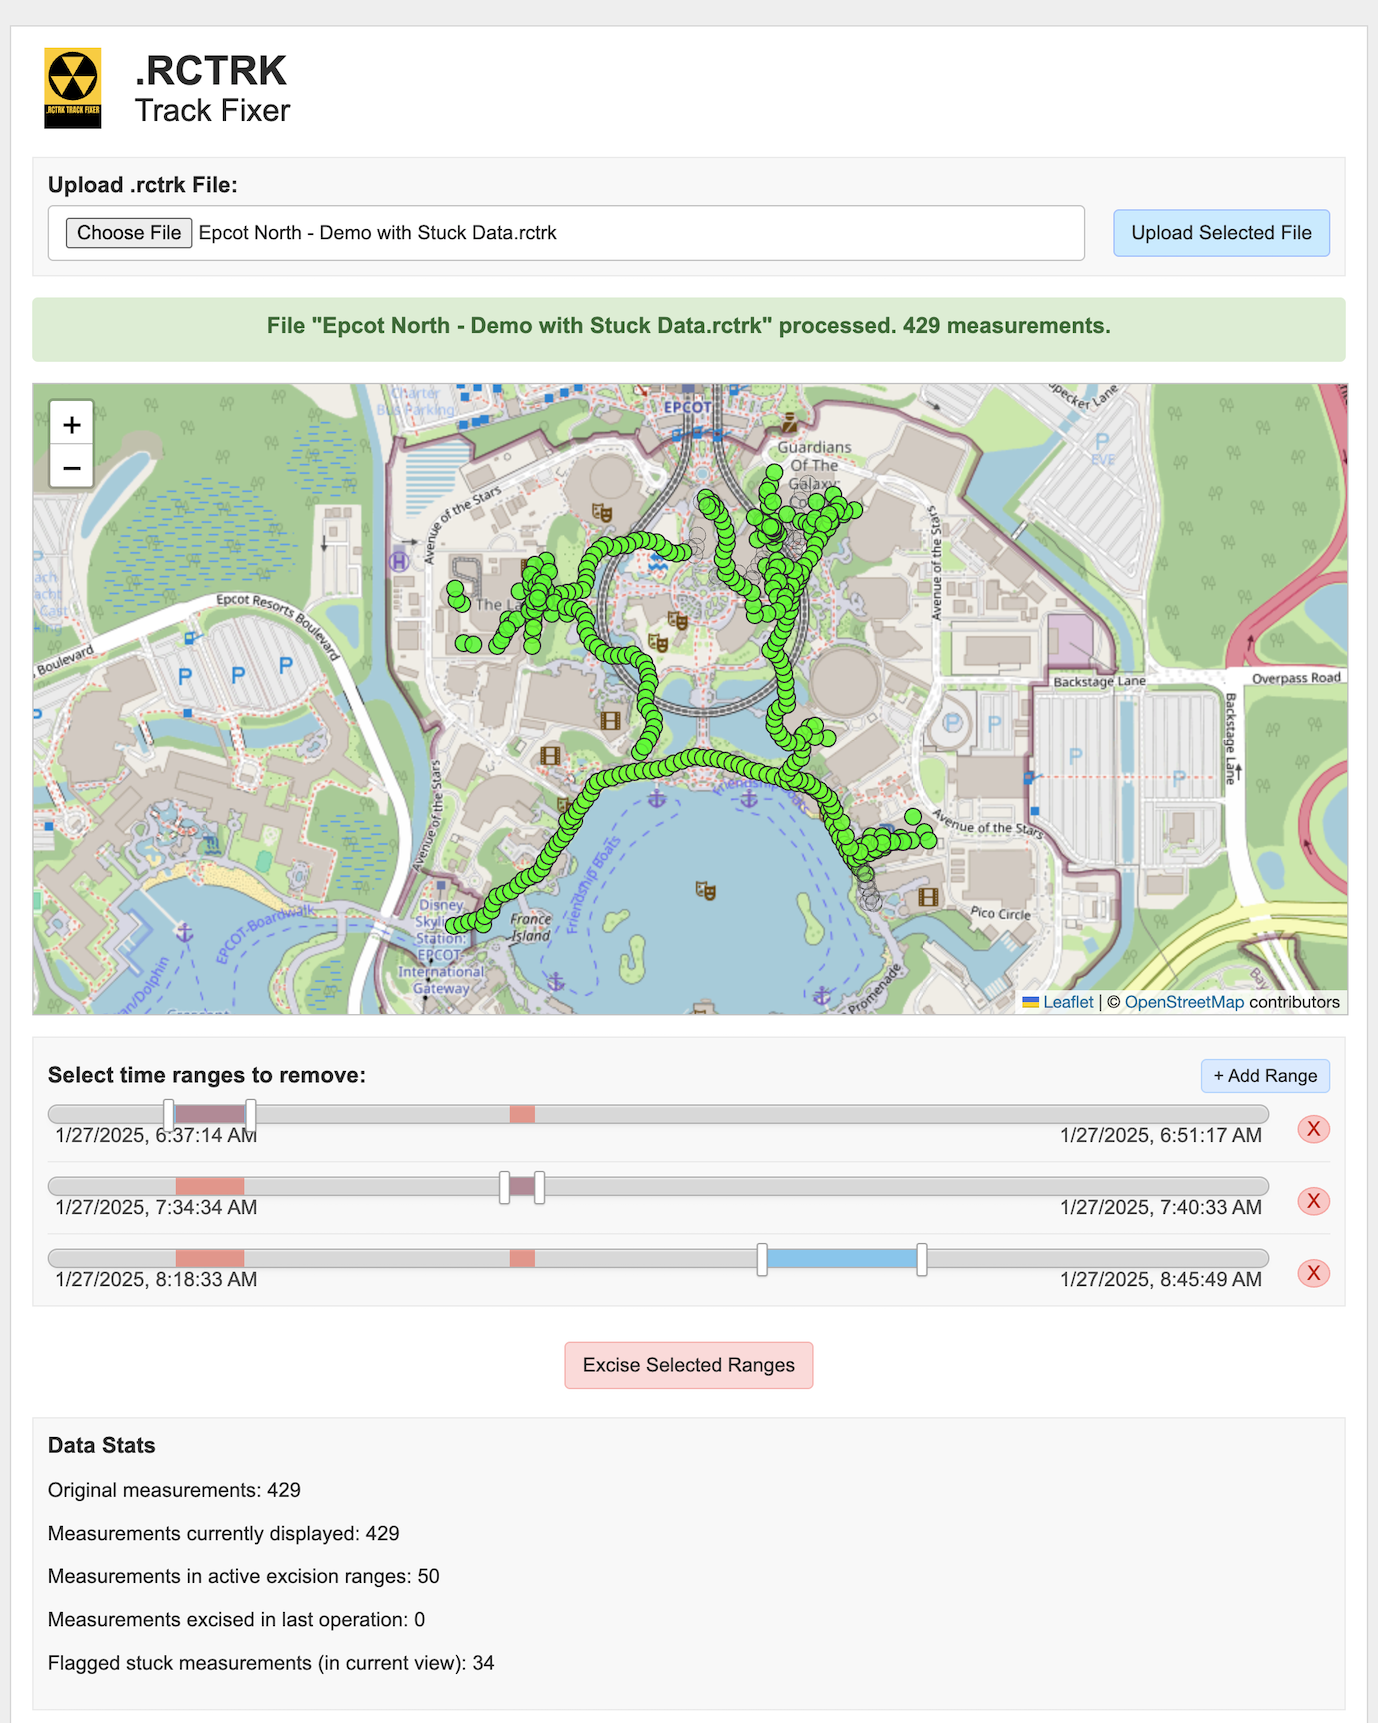 .RCTRK
Track Fixer
.RCTRK TRACK FIXER
Upload .rctrk File:
Choose File Epcot North - Demo with Stuck Data.rctrk
Upload Selected File
File "Epcot North - Demo with Stuck Data.rctrk" processed. 429 measurements.
+
−
Charter
Bus Parking
EPCOT
Guardians
Of The
Galaxy
pecker Lane
P
EVE
Avenue of the Stars
H
Avenue of the Stars
The La
Epcot Resorts Boulevard
Boulevard
P P P
Backstage Lane
Overpass Road
Backstage Lane
P P
P
P
Avenue of the Stars
Avenue of the Stars
Friendship Boats
Friendship Boats
Disney
Skyli
Station:
EPCOT
International
Gateway
France
Island
EPCOT-Boardwalk
an/Dolphin
Pico Circle
Promenade
Leaflet | © OpenStreetMap contributors
Select time ranges to remove:
+ Add Range
1/27/2025, 6:37:14 AM 1/27/2025, 6:51:17 AM X
1/27/2025, 7:34:34 AM 1/27/2025, 7:40:33 AM X
1/27/2025, 8:18:33 AM 1/27/2025, 8:45:49 AM X
Excise Selected Ranges
Data Stats
Original measurements: 429
Measurements currently displayed: 429
Measurements in active excision ranges: 50
Measurements excised in last operation: 0
Flagged stuck measurements (in current view): 34